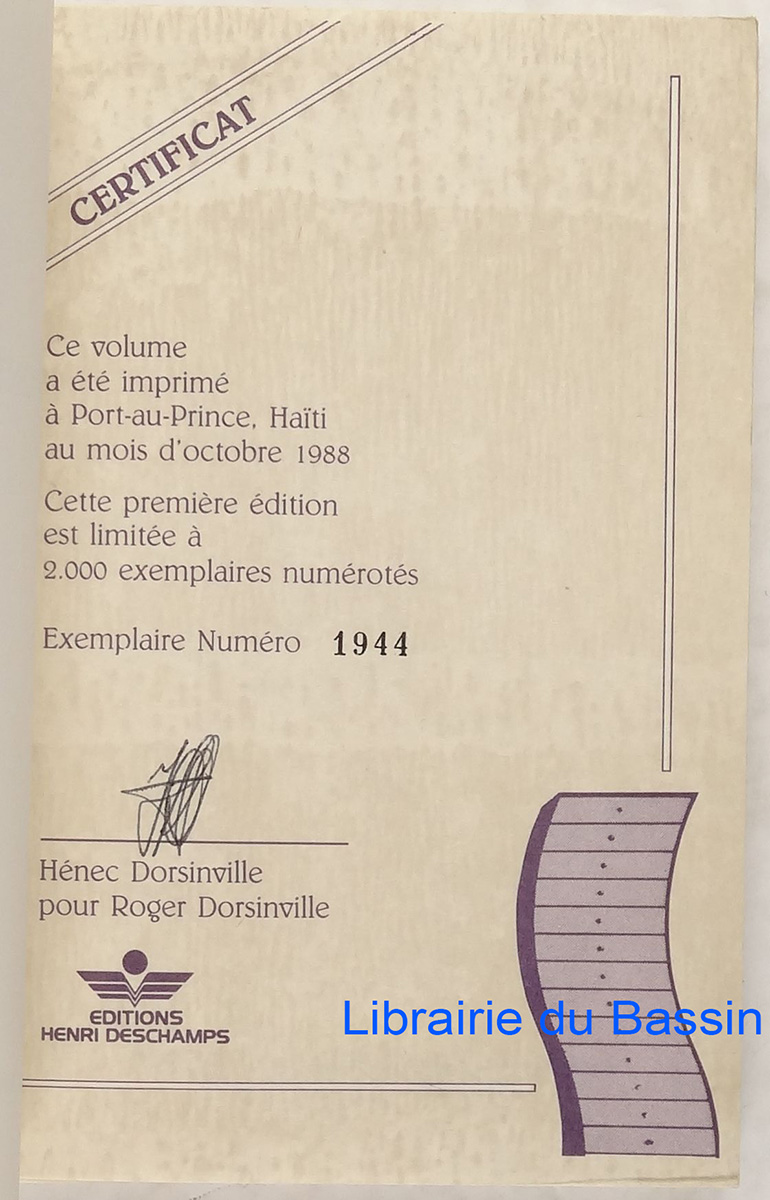 CERTIFICAT
Ce volume
a été imprimé
à Port-au-Prince, Haïti
au mois d'octobre 1988
Cette première édition
est limitée à
2.000 exemplaires numérotés
Exemplaire Numéro 1944
Hénec Dorsinville
pour Roger Dorsinville
EDITIONS
HENRI DESCHAMPS
Librairie du Bassin